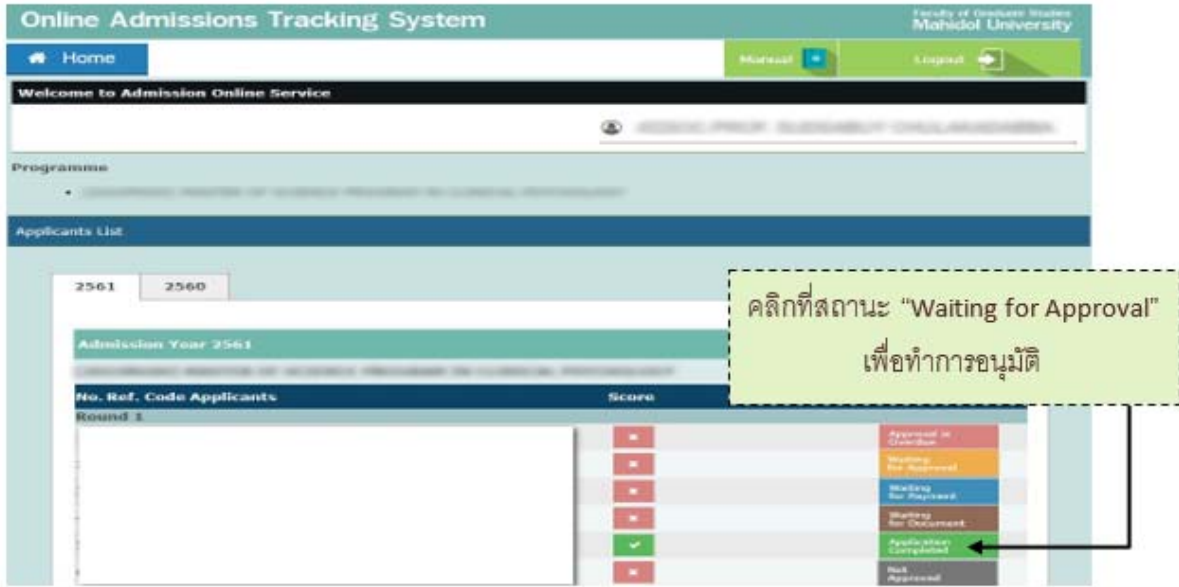 Online Admissions Tracking System
Faculty of Graduate Studies
Mahidol University
Home
Manual
Logout
Welcome to Admission Online Service
Programme
Applicants List
2561
2560
คลิกที่สถานะ “Waiting for Approval”
เพื่อทำการอนุมัติ
Admission Year 2561
No. Ref. Code Applicants
Score
Round 1
Approval is
Overdue
Waiting
for Approval
Waiting
for Payment
Waiting
for Document
Application
Completed
Not
Approved